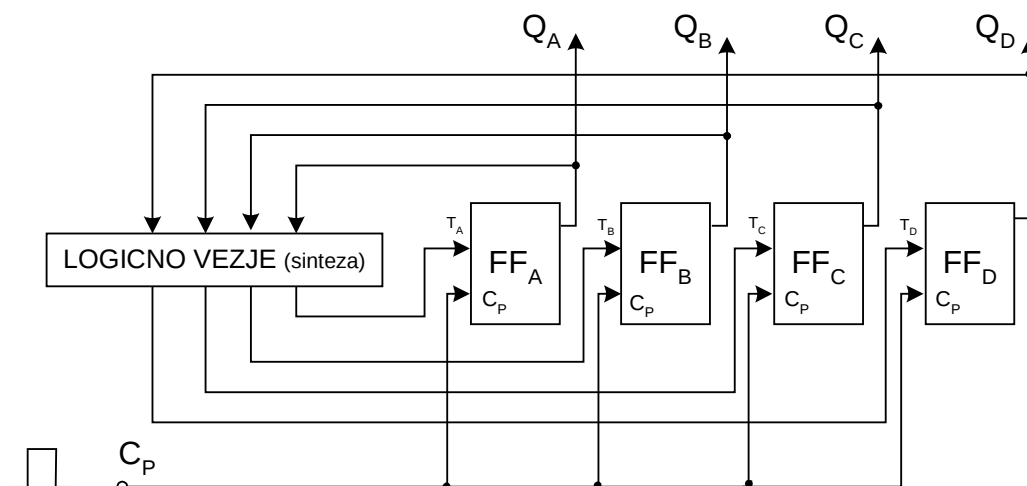 Q_A Q_B Q_C Q_D
T_A T_B T_C T_D
LOGICNO VEZJE (sinteza)
FF_A FF_B FF_C FF_D
C_P C_P C_P C_P
C_P